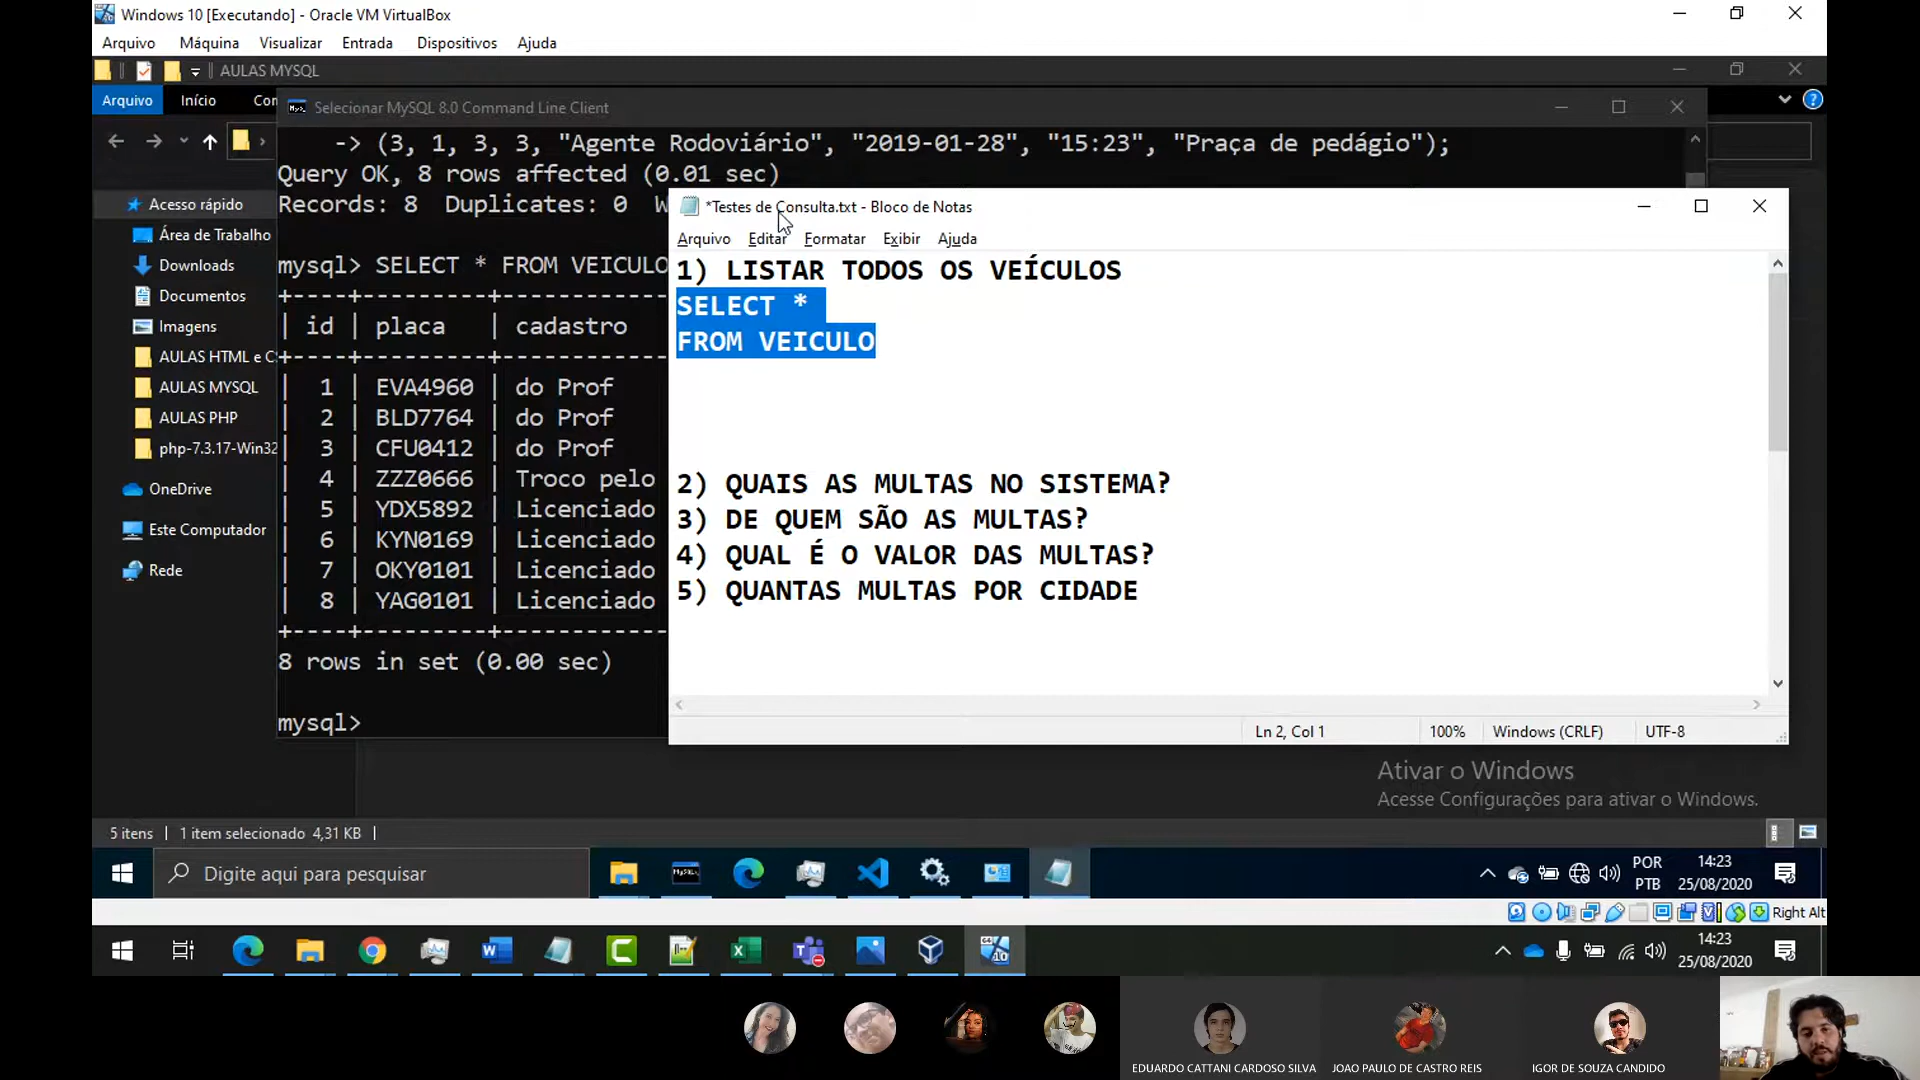 Windows 10 [Executando] - Oracle VM VirtualBox
Arquivo Máquina Visualizar Entrada Dispositivos Ajuda
AULAS MYSQL
Arquivo Início Con
Selecionar MySQL 8.0 Command Line Client
-> (3, 1, 3, 3, "Agente Rodoviário", "2019-01-28", "15:23", "Praça de pedágio");
Query OK, 8 rows affected (0.01 sec)
Records: 8 Duplicates: 0 W
mysql> SELECT * FROM VEICULO
| id | placa | cadastro
| 1 | EVA4960 | do Prof
| 2 | BLD7764 | do Prof
| 3 | CFU0412 | do Prof
| 4 | ZZZ0666 | Troco pelo
| 5 | YDX5892 | Licenciado
| 6 | KYN0169 | Licenciado
| 7 | OKY0101 | Licenciado
| 8 | YAG0101 | Licenciado
8 rows in set (0.00 sec)
mysql>
Acesso rápido
Área de Trabalho
Downloads
Documentos
Imagens
AULAS HTML e C
AULAS MYSQL
AULAS PHP
php-7.3.17-Win32
OneDrive
Este Computador
Rede
*Testes de Consulta.txt - Bloco de Notas
Arquivo Editar Formatar Exibir Ajuda
1) LISTAR TODOS OS VEÍCULOS
SELECT *
FROM VEICULO
2) QUAIS AS MULTAS NO SISTEMA?
3) DE QUEM SÃO AS MULTAS?
4) QUAL É O VALOR DAS MULTAS?
5) QUANTAS MULTAS POR CIDADE
Ln 2, Col 1 100% Windows (CRLF) UTF-8
Ativar o Windows
Acesse Configurações para ativar o Windows.
5 itens 1 item selecionado 4,31 KB
Digite aqui para pesquisar
POR
PTB
14:23
25/08/2020
Right Alt
14:23
25/08/2020
EDUARDO CATTANI CARDOSO SILVA
JOAO PAULO DE CASTRO REIS
IGOR DE SOUZA CANDIDO